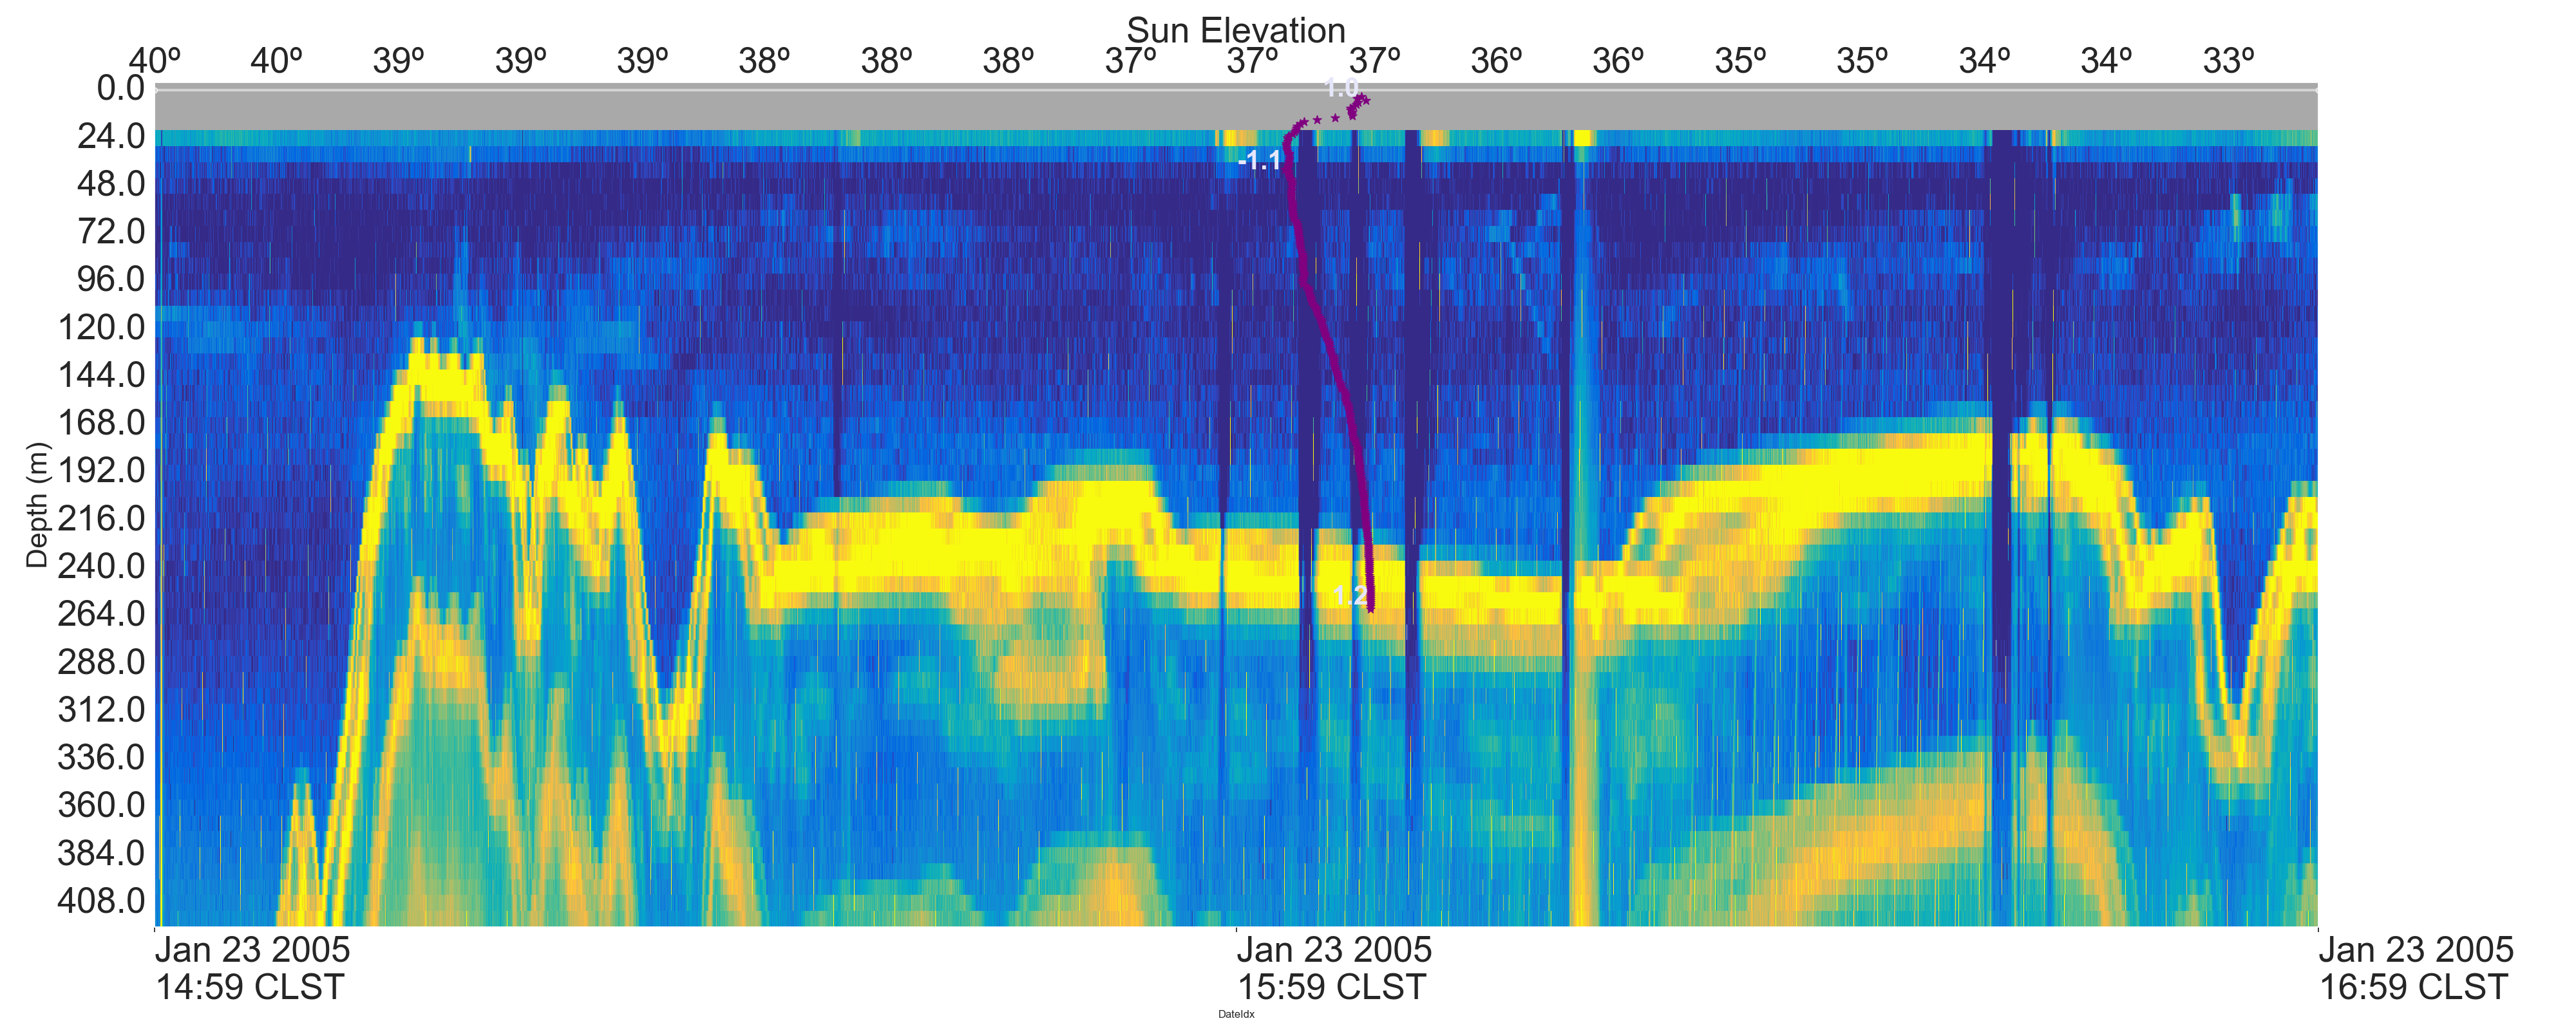 Sun Elevation
40º 40º 39º 39º 39º 38º 38º 38º 37º 37º 37º 36º 36º 35º 35º 34º 34º 33º
0.0
1.0
24.0
-1.1
48.0
72.0
96.0
120.0
144.0
168.0
192.0
216.0
240.0
1.2
264.0
288.0
312.0
336.0
360.0
384.0
408.0
Depth (m)
Jan 23 2005
14:59 CLST
Jan 23 2005
15:59 CLST
Jan 23 2005
16:59 CLST
DateIdx